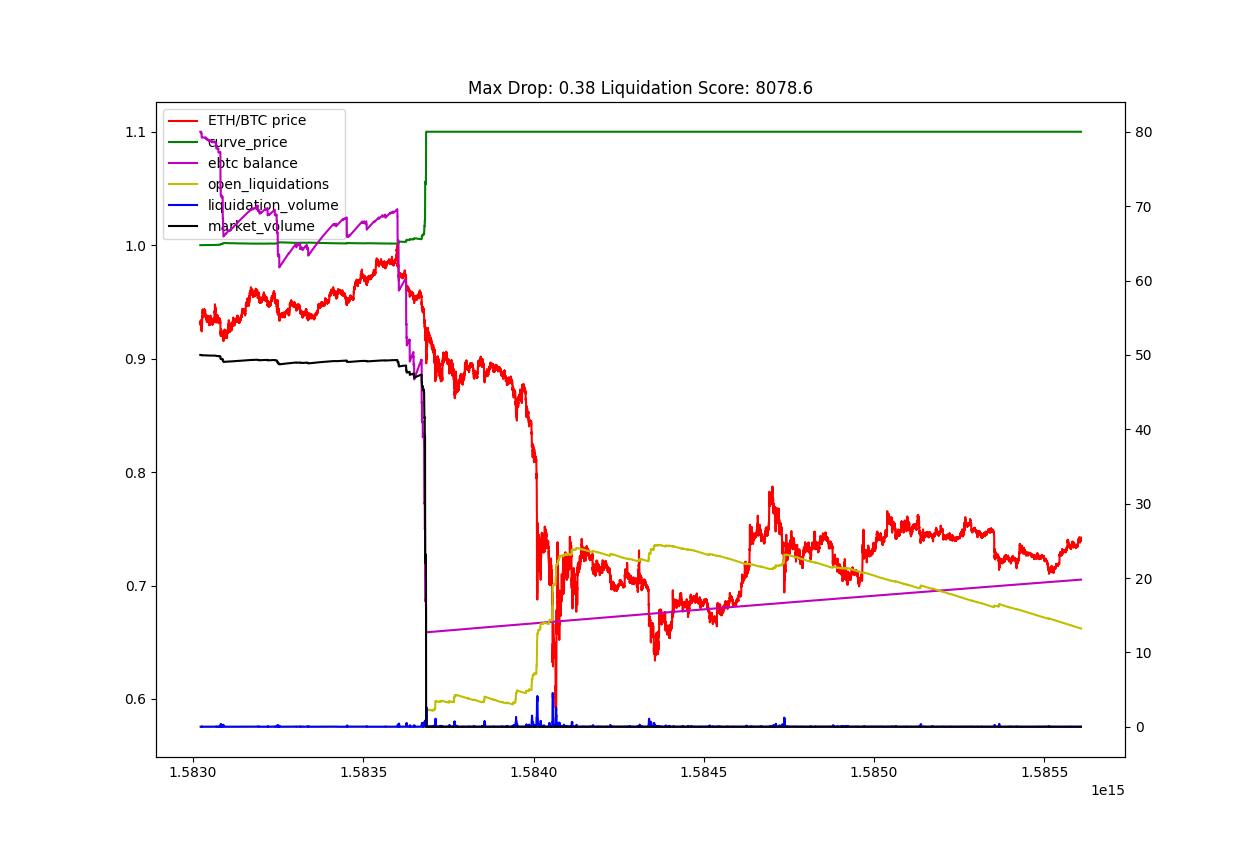 Max Drop: 0.38 Liquidation Score: 8078.6
ETH/BTC price
curve_price
ebtc balance
open_liquidations
liquidation_volume
market_volume
1.1
1.0
0.9
0.8
0.7
0.6
80
70
60
50
40
30
20
10
0
1.5830 1.5835 1.5840 1.5845 1.5850 1.5855
1e15